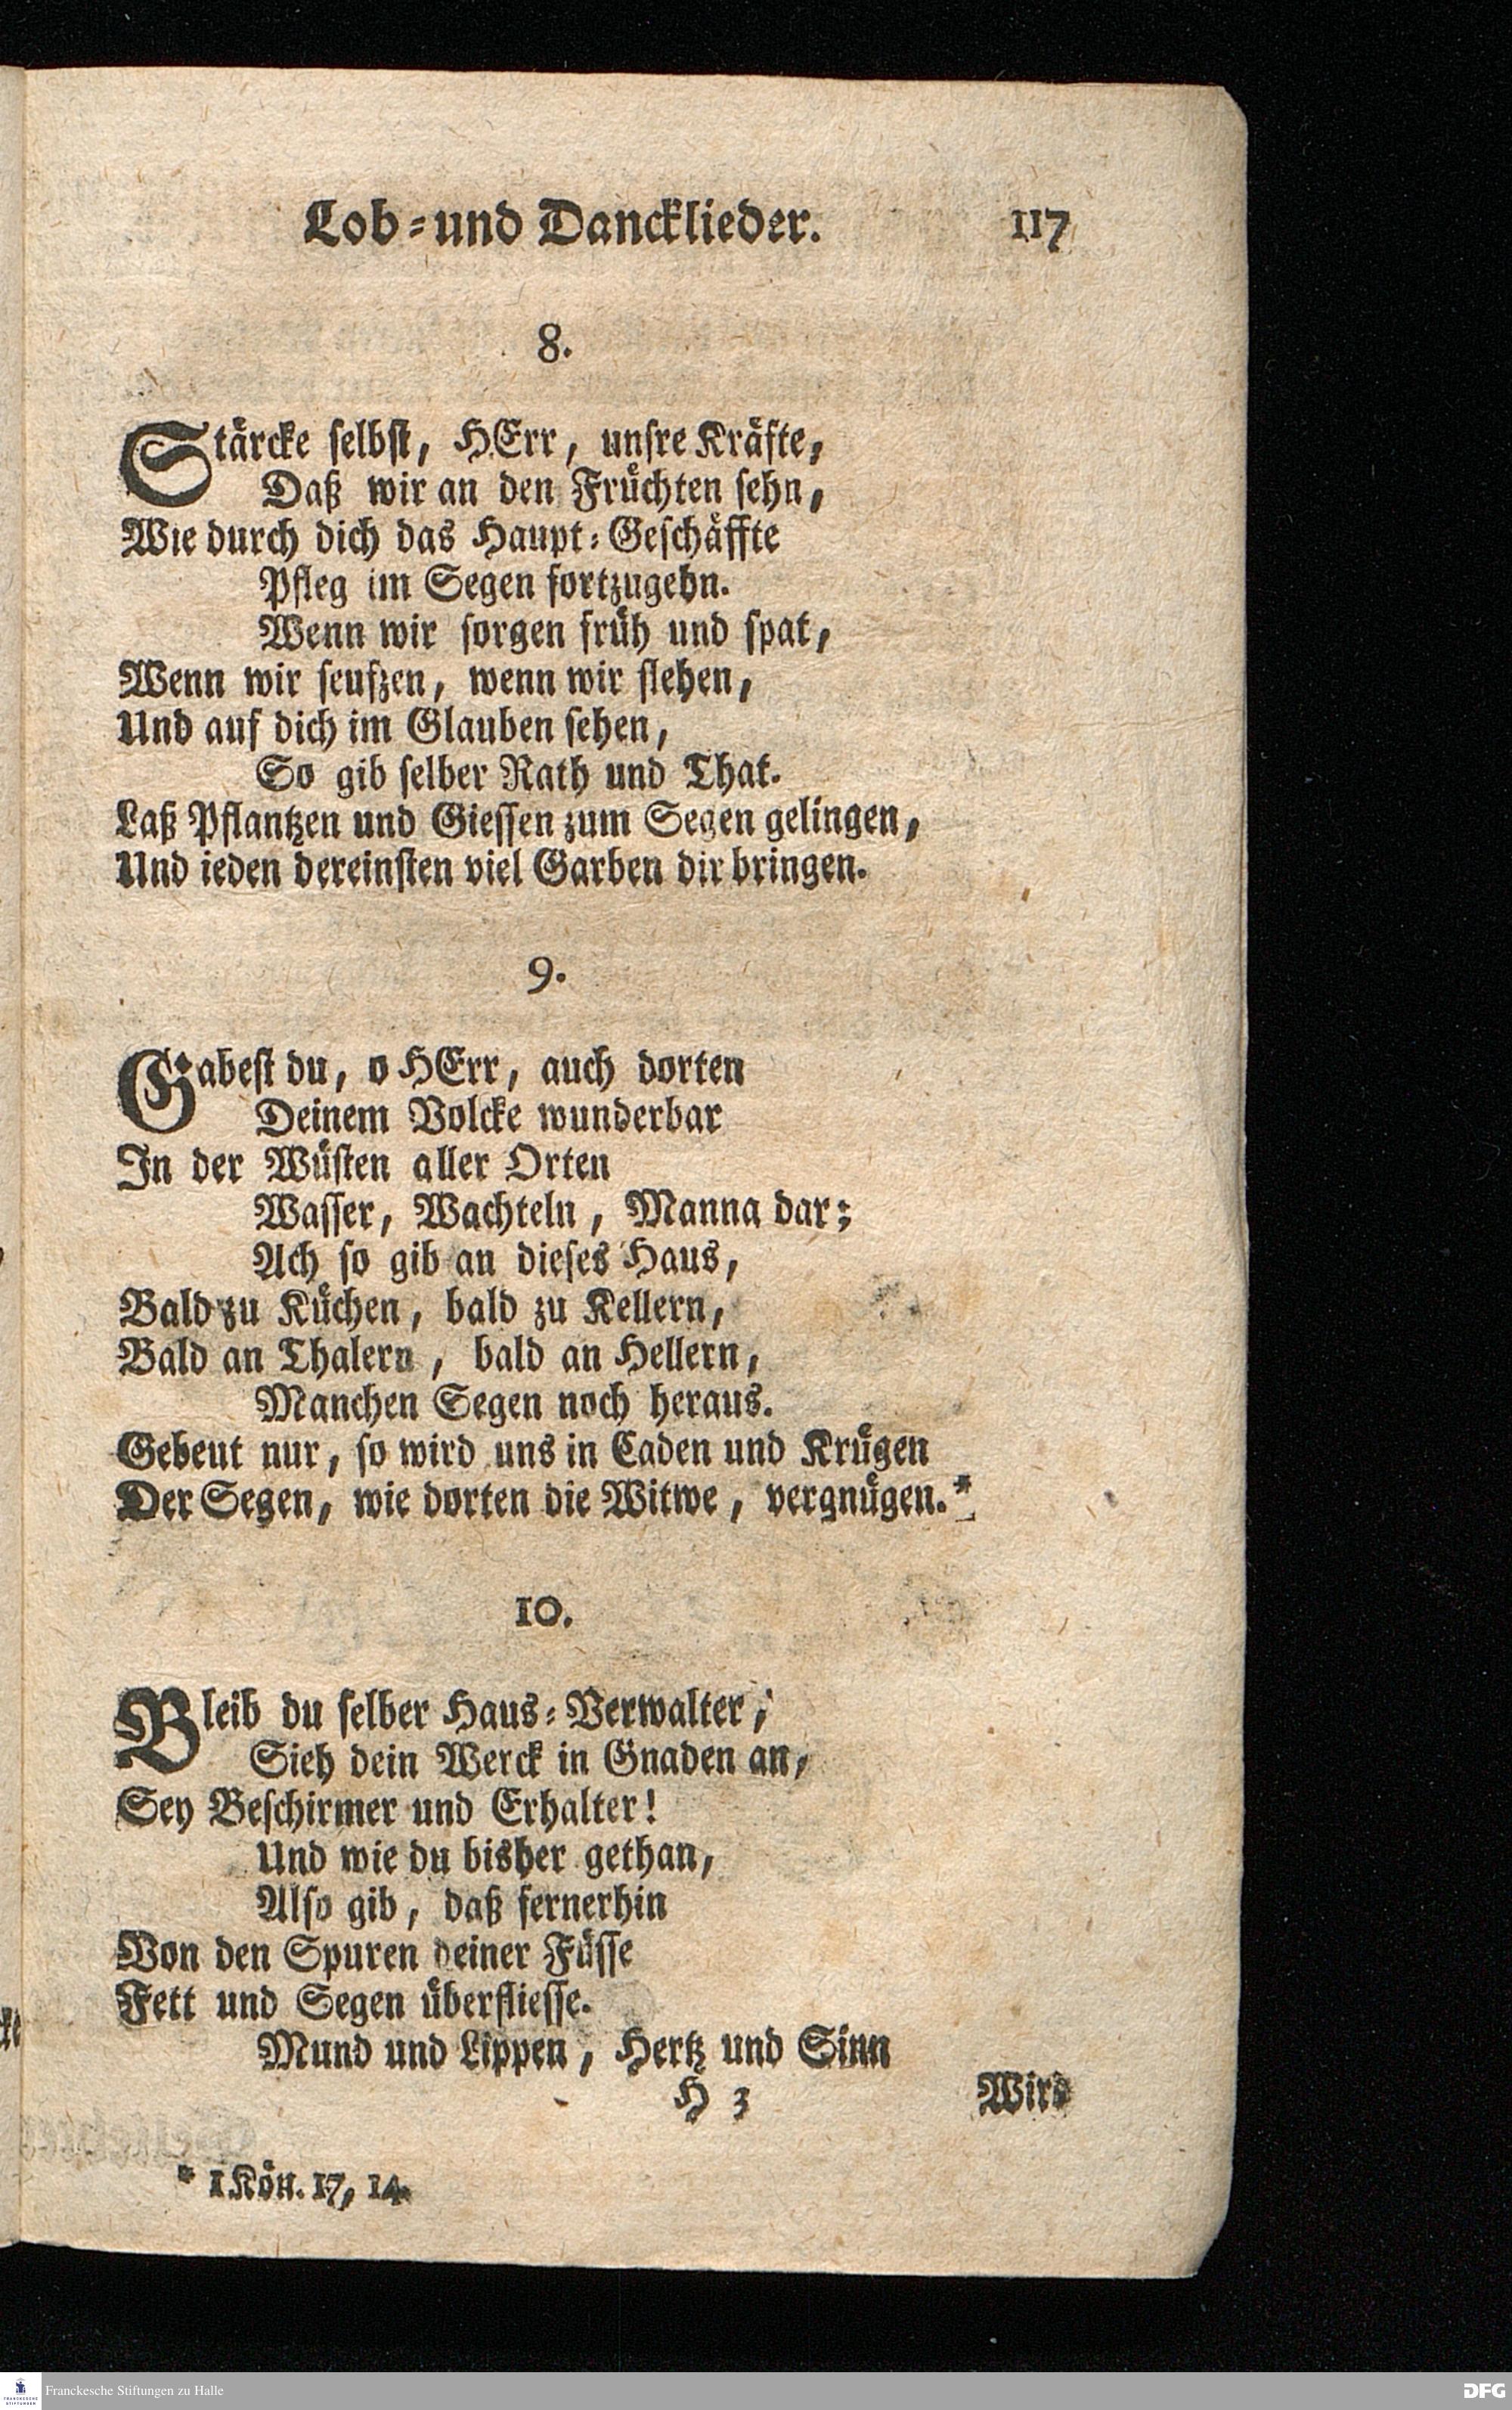 Lob-und Dancklieder. 117
8.
Stärcke selbst, HErr, unsre Kräfte,
Daß wir an den Früchten sehn,
Wie durch dich das Haupt-Geschäffte
Pfleg im Segen fortzugehn.
Wenn wir sorgen früh und spat,
Wenn wir seufzen, wenn wir flehen,
Und auf dich im Glauben sehen,
So gib selber Rath und That.
Laß Pflantzen und Giessen zum Segen gelingen,
Und ieden dereinsten viel Garben dir bringen.
9.
Gabest du, o HErr, auch dorten
Deinem Volcke wunderbar
In der Wüsten aller Orten
Wasser, Wachteln, Manna dar;
Ach so gib an dieses Haus,
Bald zu Küchen, bald zu Kellern,
Bald an Thalern, bald an Hellern,
Manchen Segen noch heraus.
Gebeut nur, so wird uns in Caden und Krügen
Der Segen, wie dorten die Witwe, vergnügen.*
10.
Bleib du selber Haus-Verwalter,
Sieh dein Werck in Gnaden an,
Sey Beschirmer und Erhalter!
Und wie du bisher gethan,
Also gib, daß fernerhin
Von den Spuren deiner Füsse
Fett und Segen überfliesse.
Mund und Lippen, Hertz und Sinn
H 3 Wird
* 1 Kön. 17, 14.
Franckesche Stiftungen zu Halle
DFG